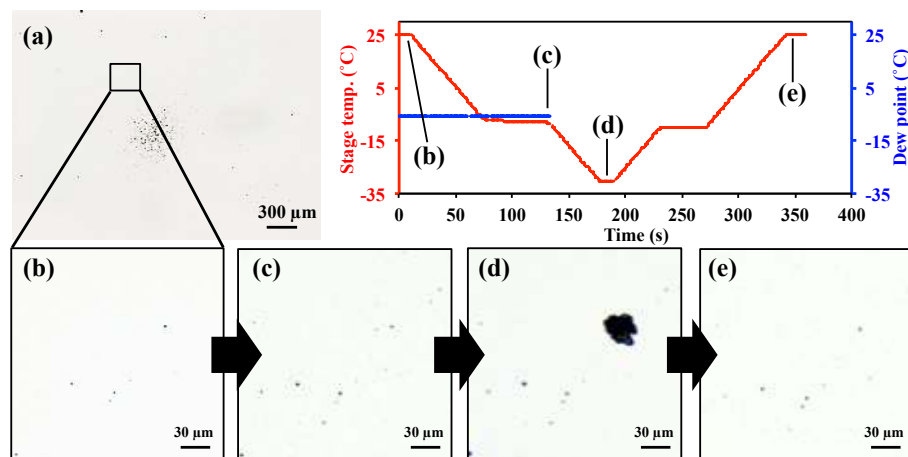 (a)
300 µm
Stage temp. (°C)
25
5
-15
-35
(b)
(c)
(d)
(e)
25
5
-15
-35
Dew point (°C)
0 50 100 150 200 250 300 350 400
Time (s)
(b)
30 µm
(c)
30 µm
(d)
30 µm
(e)
30 µm